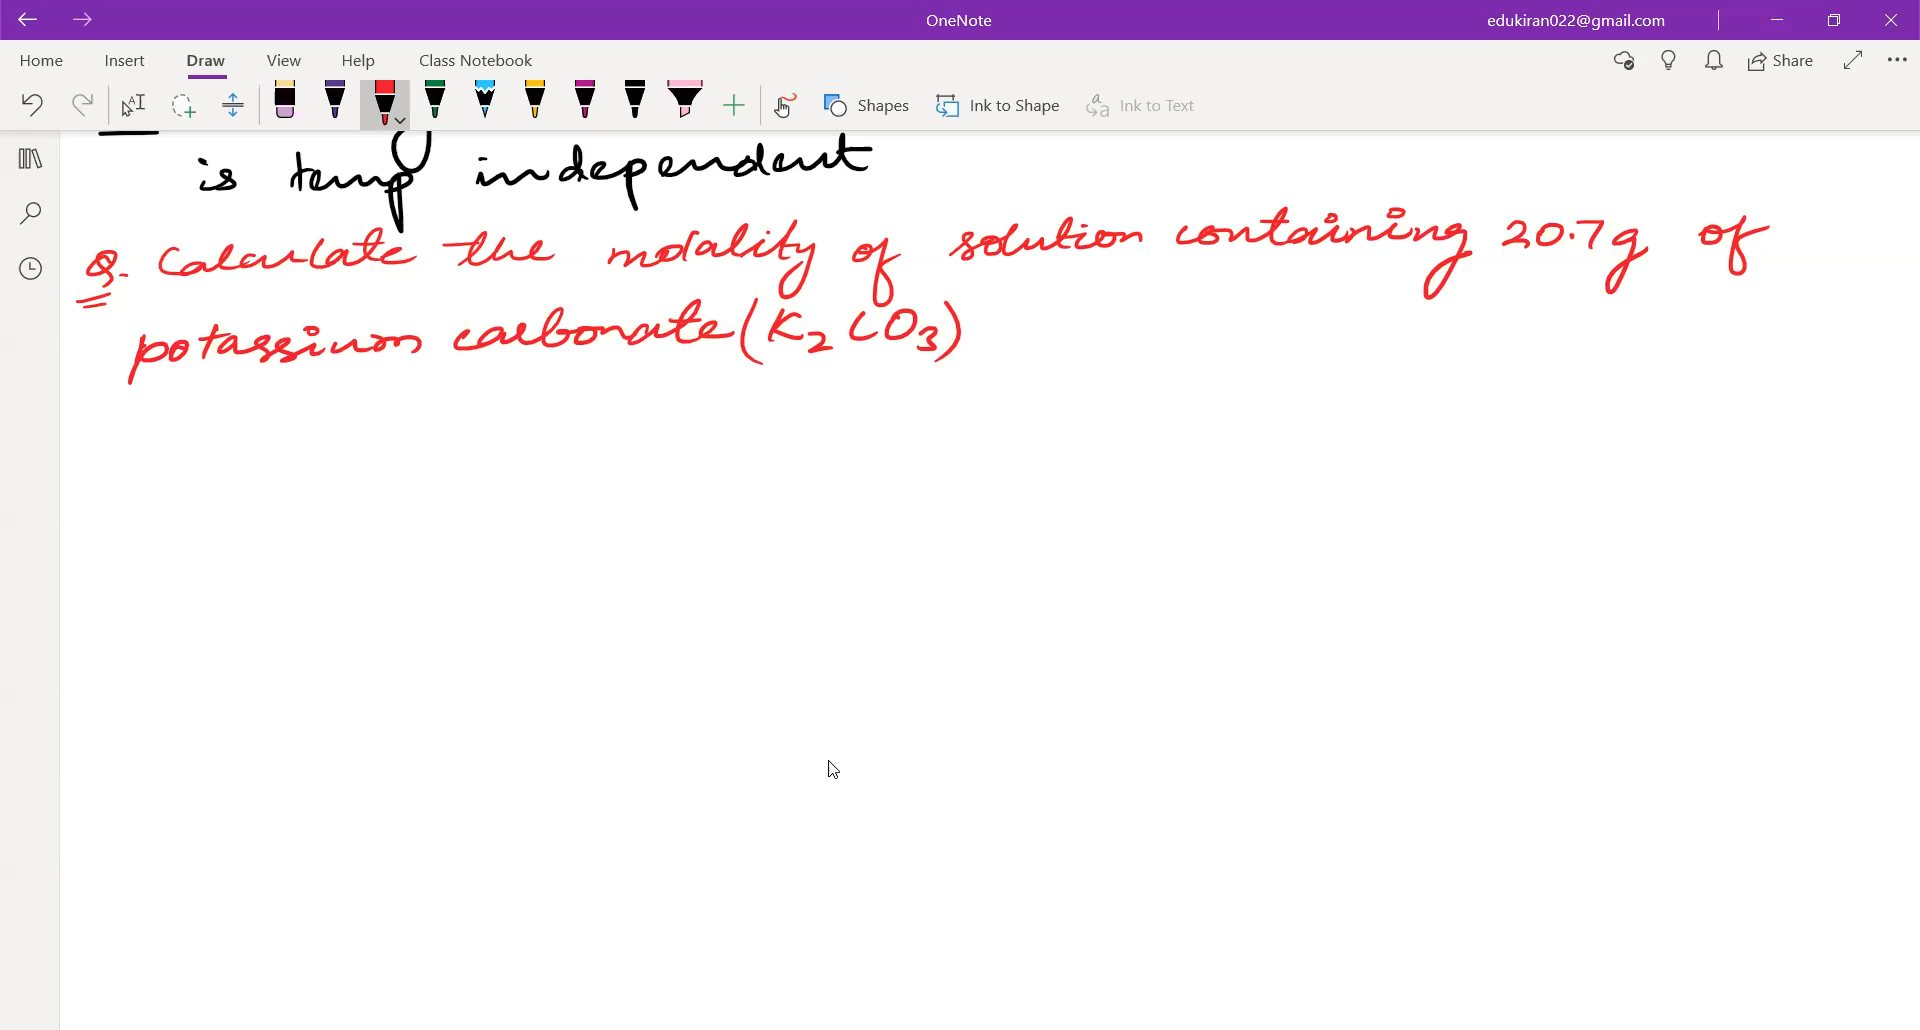 OneNote
edukiran022@gmail.com
Home Insert Draw View Help Class Notebook
Share
Shapes Ink to Shape Ink to Text
is temp independent
Q. Calculate the molality of solution containing 20.7g of
potassium carbonate (K₂CO₃)